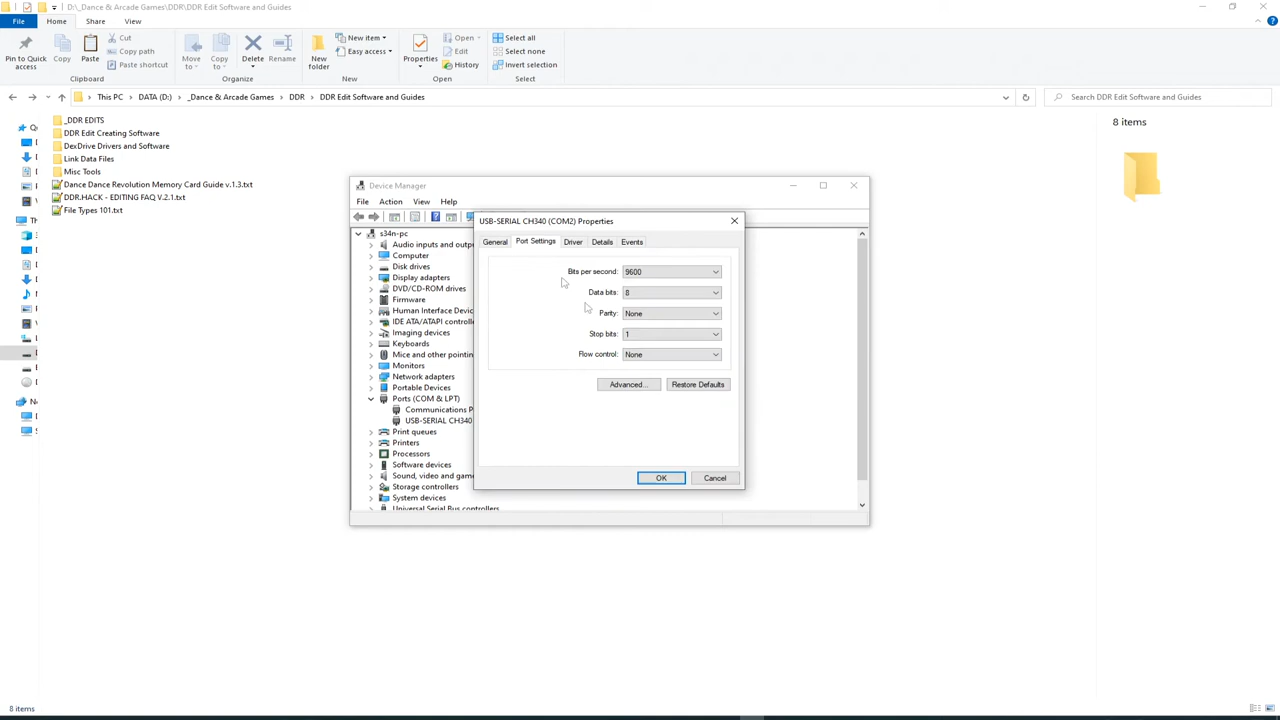 D:\_Dance & Arcade Games\DDR\DDR Edit Software and Guides
File Home Share View
Pin to Quick access
Copy
Paste
Cut
Copy path
Paste shortcut
Clipboard
Move to
Copy to
Delete
Rename
Organize
New folder
New item
Easy access
New
Properties
Open
Edit
History
Open
Select all
Select none
Invert selection
Select
This PC DATA (D:) _Dance & Arcade Games DDR DDR Edit Software and Guides
Search DDR Edit Software and Guides
_DDR EDITS
DDR Edit Creating Software
DexDrive Drivers and Software
Link Data Files
Misc Tools
Dance Dance Revolution Memory Card Guide v.1.3.txt
DDR.HACK - EDITING FAQ V.2.1.txt
File Types 101.txt
8 items
Device Manager
File Action View Help
s34n-pc
Audio inputs and outpu
Computer
Disk drives
Display adapters
DVD/CD-ROM drives
Firmware
Human Interface Device
IDE ATA/ATAPI controlle
Imaging devices
Keyboards
Mice and other pointin
Monitors
Network adapters
Portable Devices
Ports (COM & LPT)
Communications P
USB-SERIAL CH340
Print queues
Printers
Processors
Software devices
Sound, video and game
Storage controllers
System devices
Universal Serial Bus controllers
USB-SERIAL CH340 (COM2) Properties
General Port Settings Driver Details Events
Bits per second: 9600
Data bits: 8
Parity: None
Stop bits: 1
Flow control: None
Advanced... Restore Defaults
OK Cancel
8 items